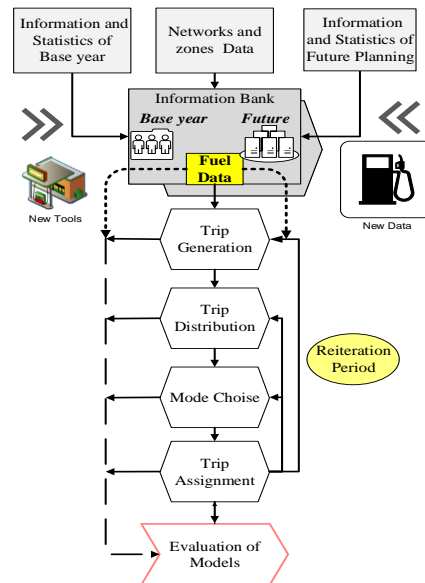 Information and
Statistics of
Base year
Networks and
zones Data
Information
and Statistics of
Future Planning
Information Bank
Base year
Future
Fuel
Data
New Tools
New Data
Trip
Generation
Trip
Distribution
Reiteration
Period
Mode Choise
Trip
Assignment
Evaluation of
Models